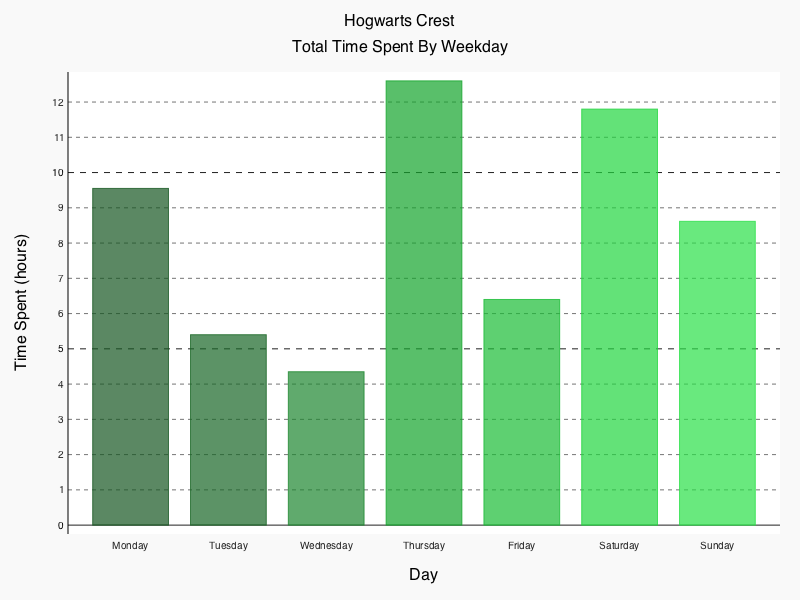 Hogwarts Crest
Total Time Spent By Weekday
Time Spent (hours)
12
11
10
9
8
7
6
5
4
3
2
1
0
Monday Tuesday Wednesday Thursday Friday Saturday Sunday
Day